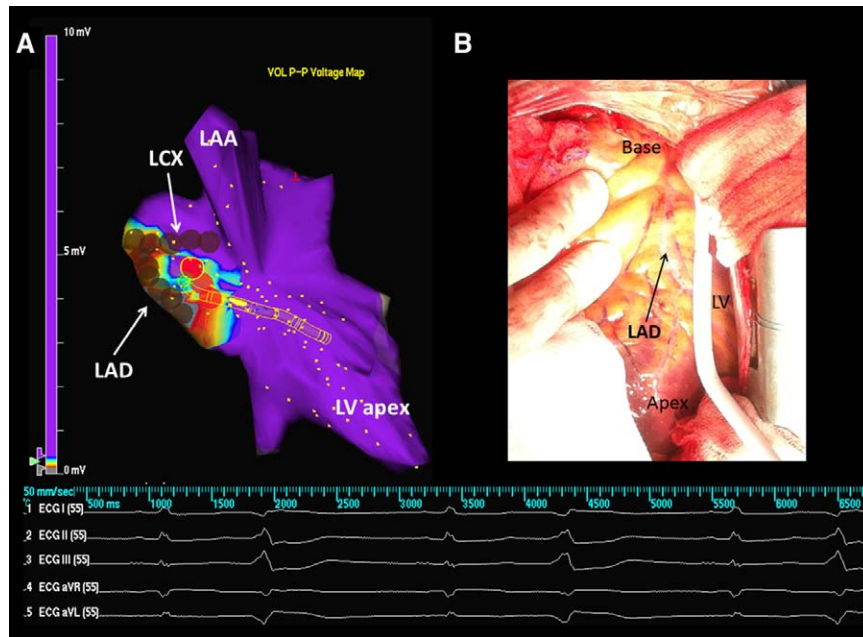 A
10 mV
VOL P-P Voltage Map
LAA
LCX
5 mV
LAD
LV apex
0 mV
B
Base
LV
LAD
Apex
50 mm/sec
500 ms 1000 1500 2000 2500 3000 3500 4000 4500 5000 5500 6000 6500
1 ECG I (55)
2 ECG II (55)
3 ECG III (55)
4 ECG aVR (55)
5 ECG aVL (55)